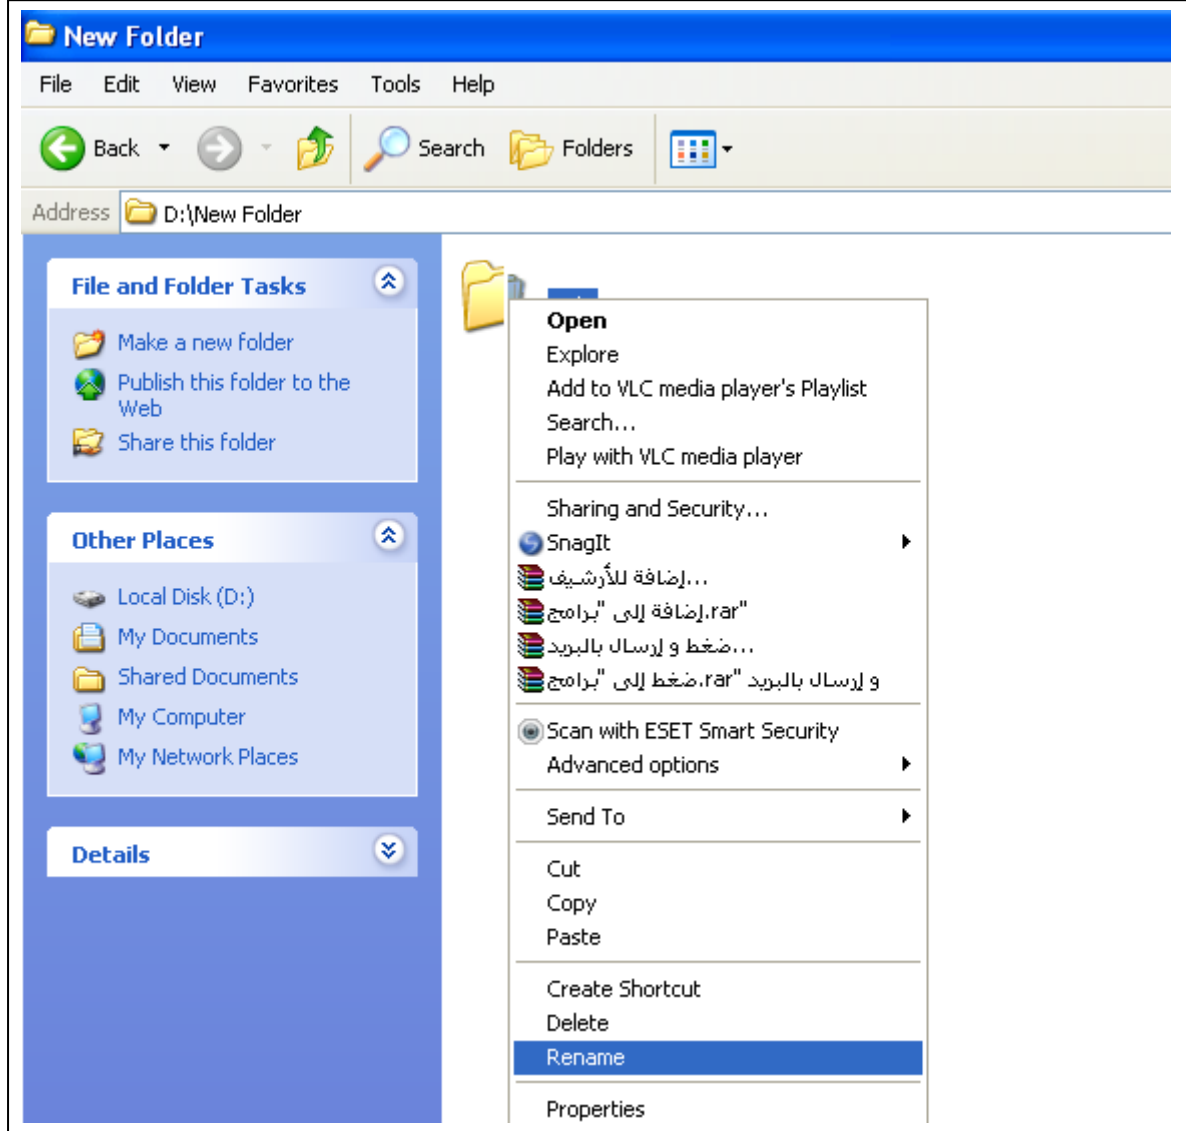 New Folder
File Edit View Favorites Tools Help
Back Search Folders
Address D:\New Folder
File and Folder Tasks
Make a new folder
Publish this folder to the
Web
Share this folder
Other Places
Local Disk (D:)
My Documents
Shared Documents
My Computer
My Network Places
Details
Open
Explore
Add to VLC media player's Playlist
Search...
Play with VLC media player
Sharing and Security...
SnagIt
إضافة للأرشيف...
إضافة إلى "برامج.rar"
ضغط و إرسال بالبريد...
ضغط إلى "برامج.rar" و إرسال بالبريد
Scan with ESET Smart Security
Advanced options
Send To
Cut
Copy
Paste
Create Shortcut
Delete
Rename
Properties